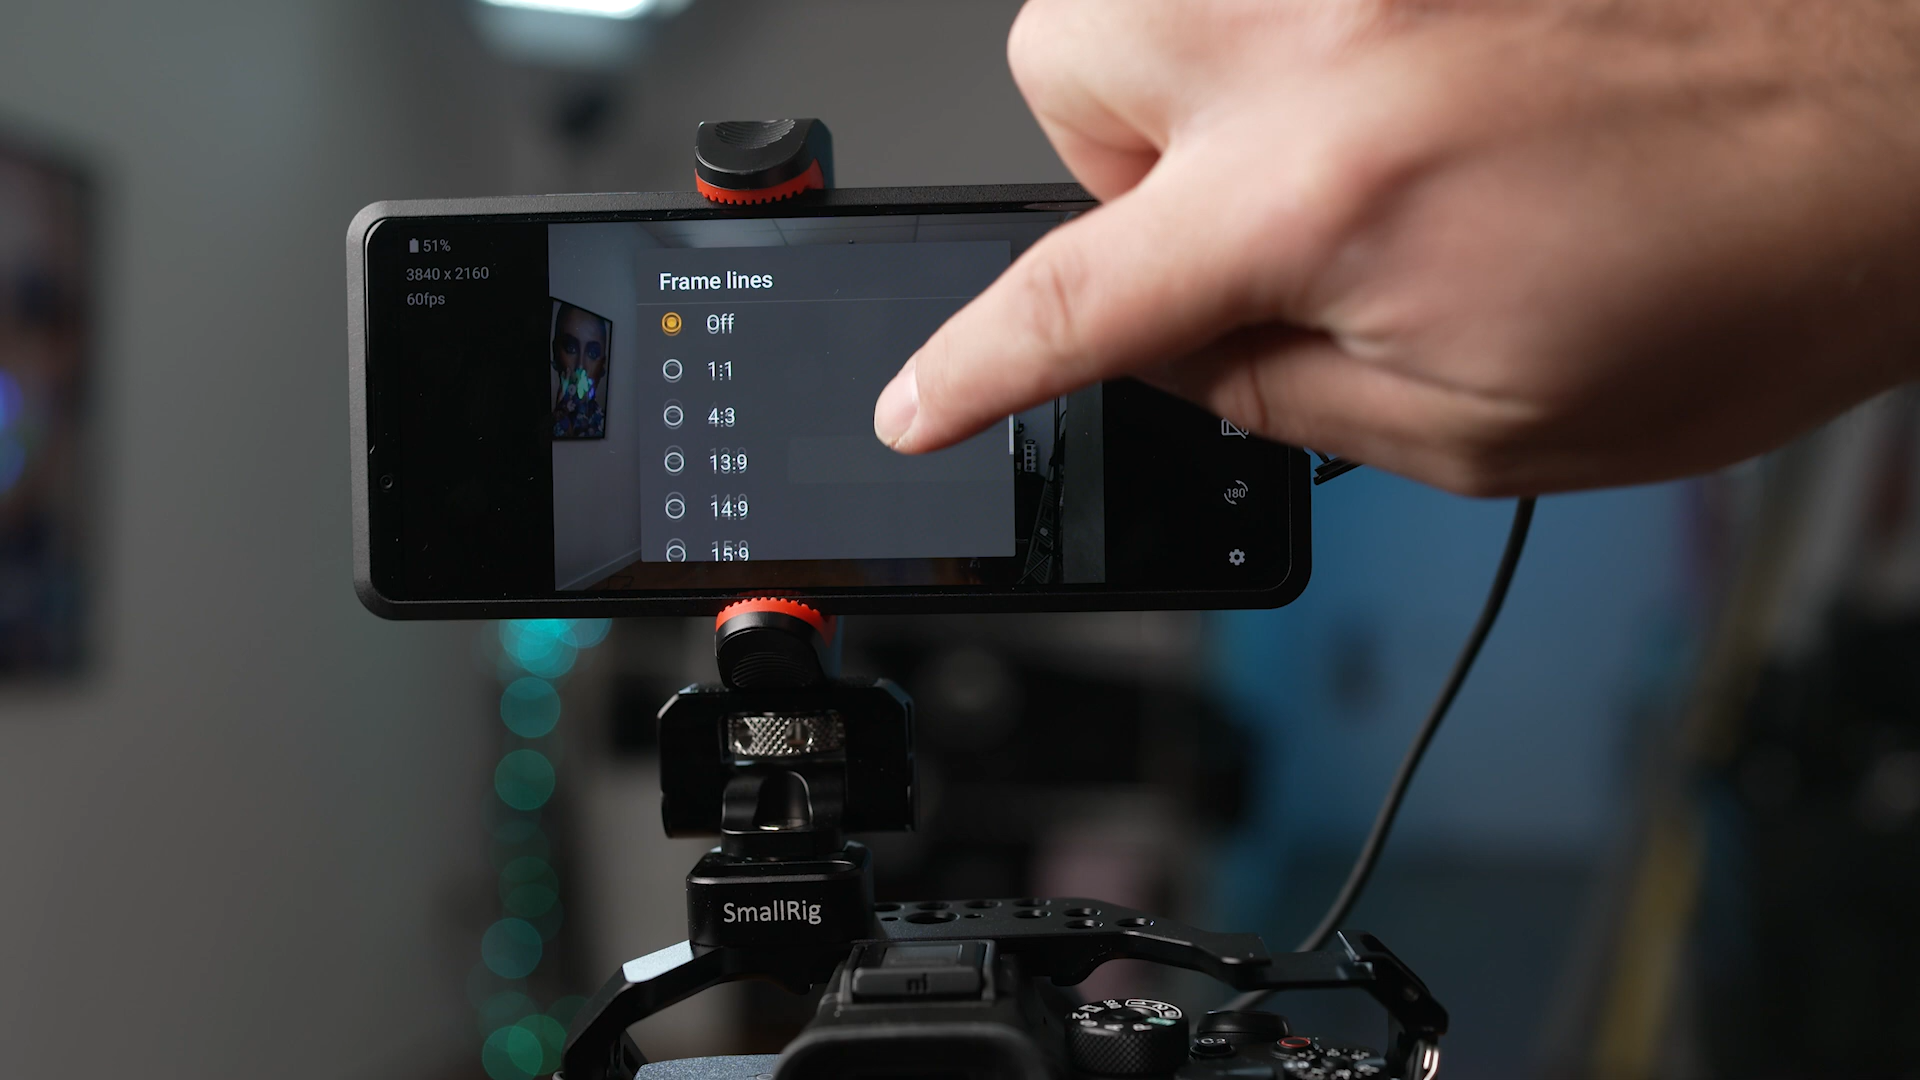 51%
3840 x 2160
60fps
Frame lines
Off
1:1
4:3
13:9
14:9
15:9
180
SmallRig
M
C2